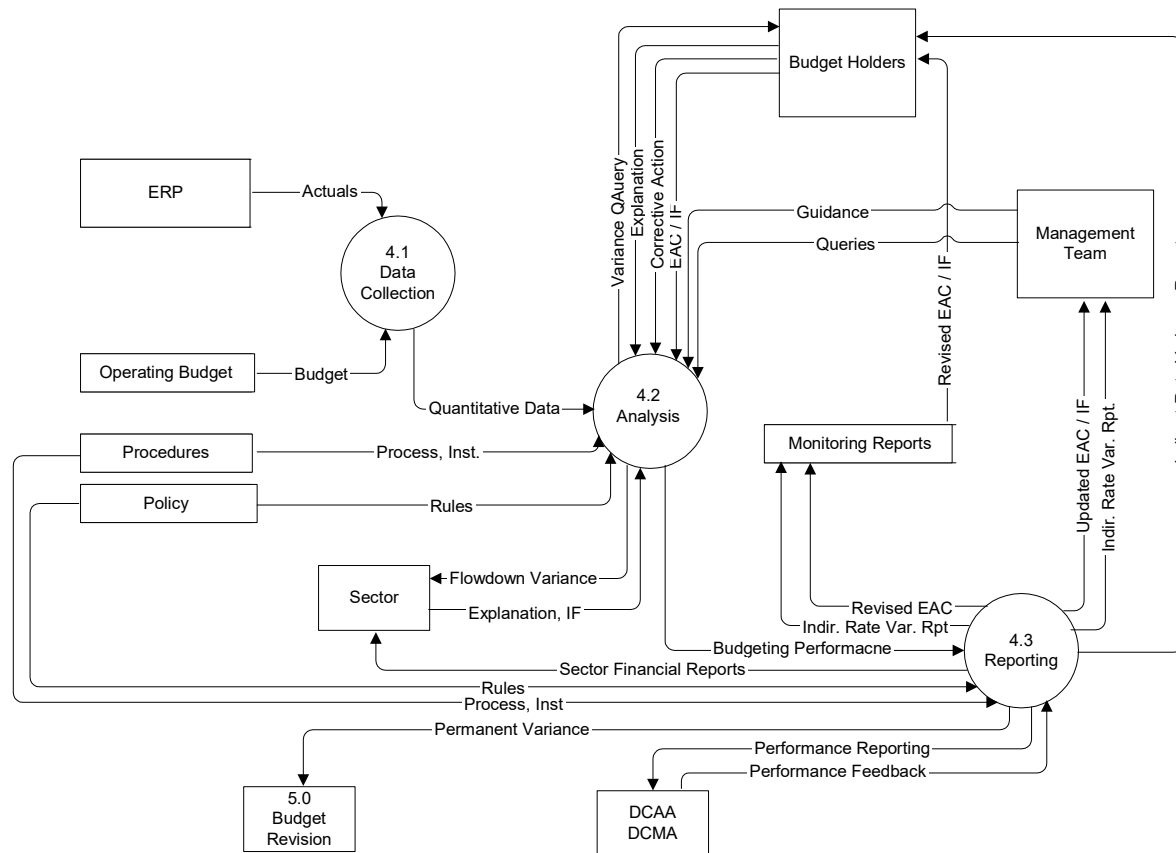 Budget Holders
ERP
Actuals
4.1
Data
Collection
Variance QAuery
Explanation
Corrective Action
EAC / IF
Guidance
Queries
Management
Team
Revised EAC / IF
Operating Budget
Budget
4.2
Analysis
Quantitative Data
Procedures
Process, Inst.
Monitoring Reports
Policy
Rules
Updated EAC / IF
Indir. Rate Var. Rpt.
Flowdown Variance
Sector
Explanation, IF
Revised EAC
Indir. Rate Var. Rpt
4.3
Reporting
Budgeting Performacne
Sector Financial Reports
Rules
Process, Inst
Permanent Variance
Performance Reporting
Performance Feedback
5.0
Budget
Revision
DCAA
DCMA